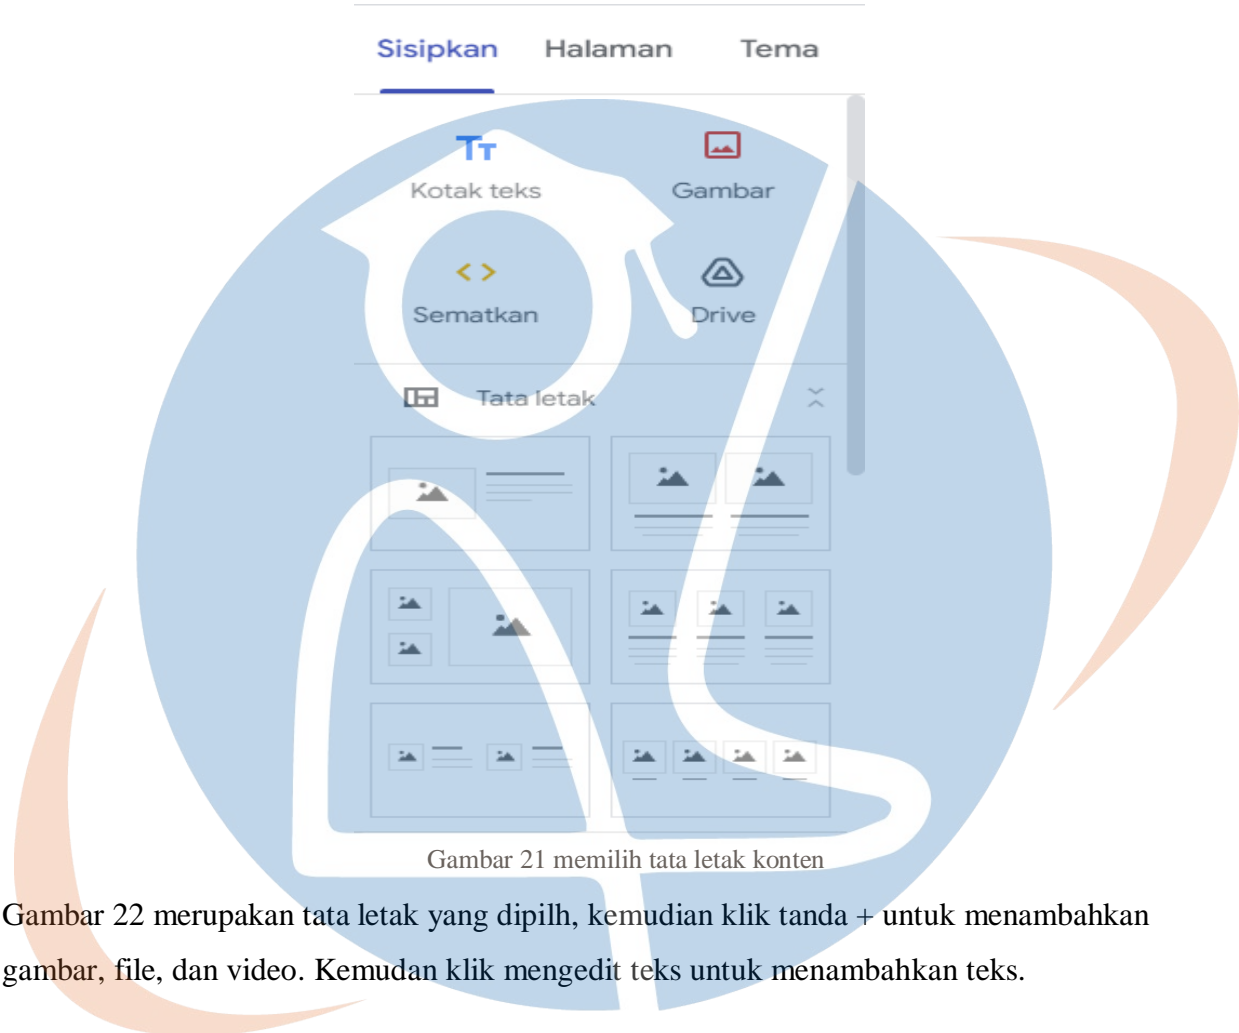 Sisipkan Halaman Tema
Kotak teks Gambar
Sematkan Drive
Tata letak
Gambar 21 memilih tata letak konten
Gambar 22 merupakan tata letak yang dipilh, kemudian klik tanda + untuk menambahkan
gambar, file, dan video. Kemudan klik mengedit teks untuk menambahkan teks.